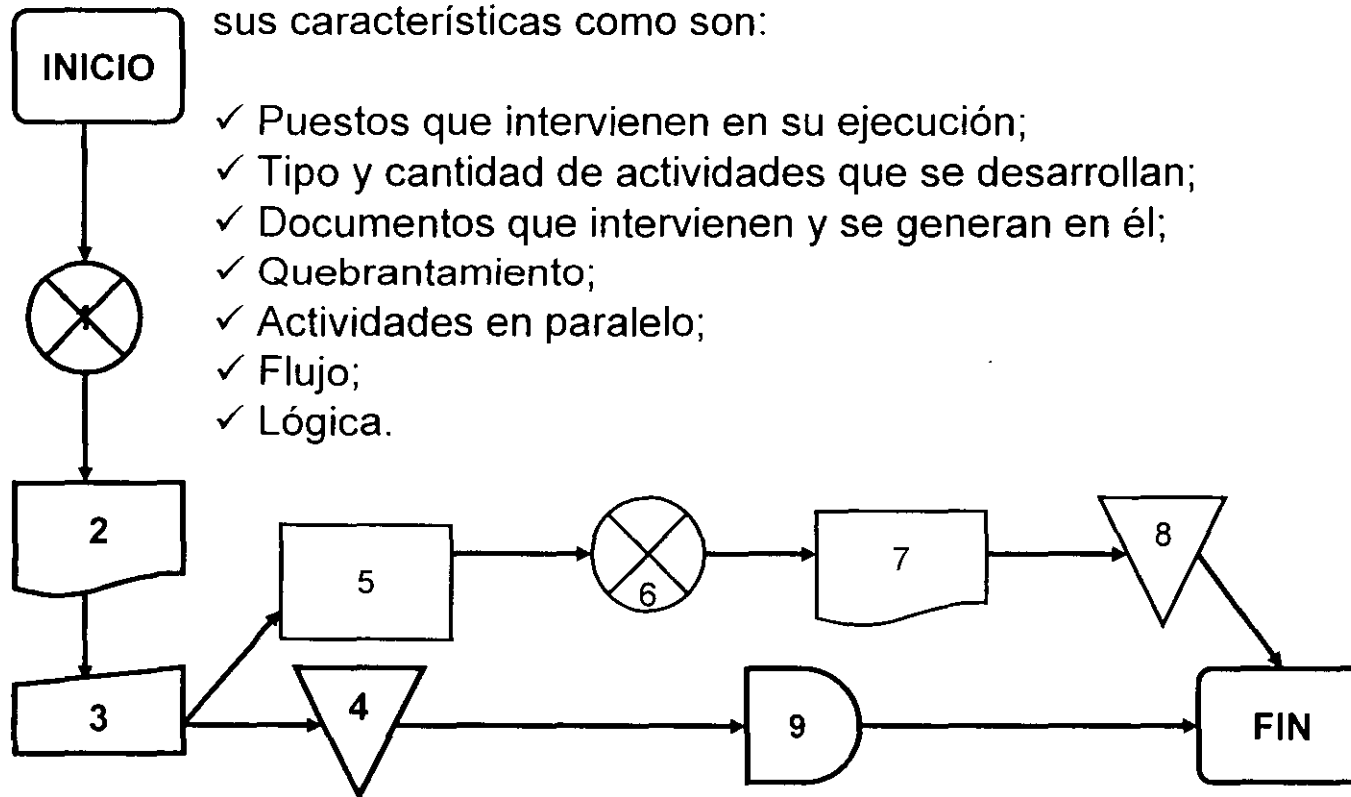 sus características como son:
INICIO
✓ Puestos que intervienen en su ejecución;
✓ Tipo y cantidad de actividades que se desarrollan;
✓ Documentos que intervienen y se generan en él;
✓ Quebrantamiento;
✓ Actividades en paralelo;
✓ Flujo;
✓ Lógica.
1
2
5
6
7
8
3
4
9
FIN